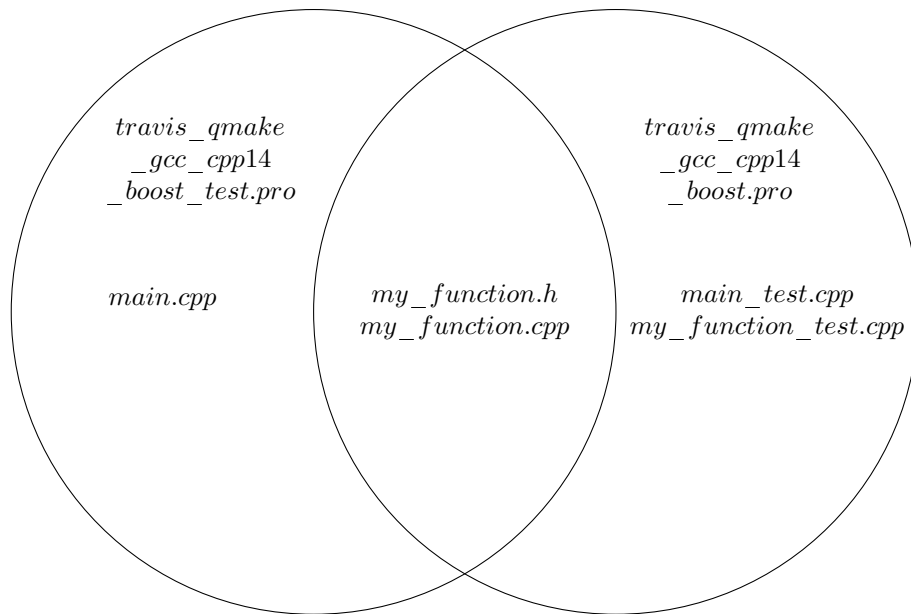 travis_qmake
_gcc_cpp14
_boost_test.pro
main.cpp
my_function.h
my_function.cpp
travis_qmake
_gcc_cpp14
_boost.pro
main_test.cpp
my_function_test.cpp